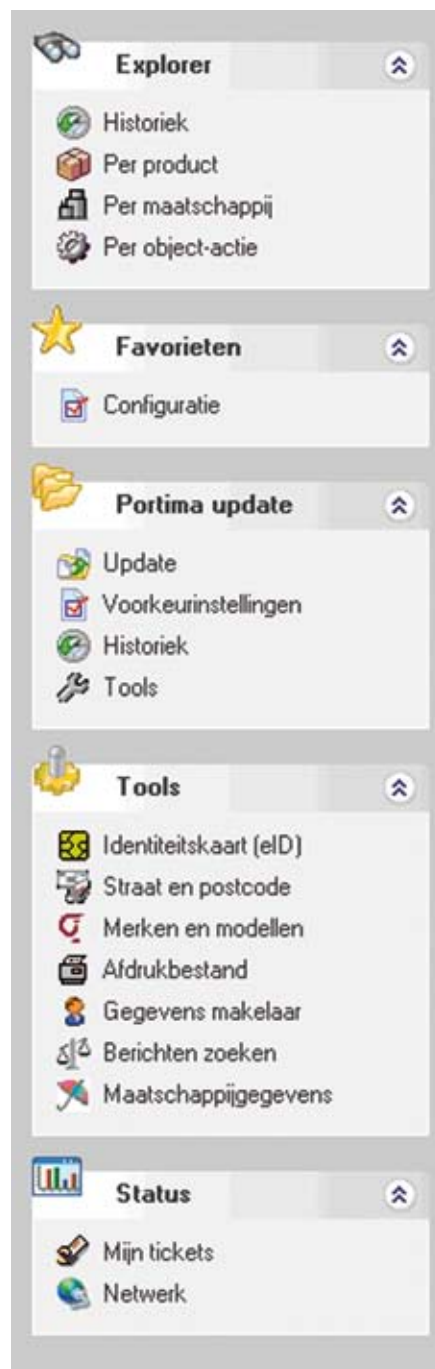 Explorer
Historiek
Per product
Per maatschappij
Per object-actie
Favorieten
Configuratie
Portima update
Update
Voorkeurinstellingen
Historiek
Tools
Tools
Identiteitskaart (eID)
Straat en postcode
Merken en modellen
Afdrukbestand
Gegevens makelaar
Berichten zoeken
Maatschappijgegevens
Status
Mijn tickets
Netwerk